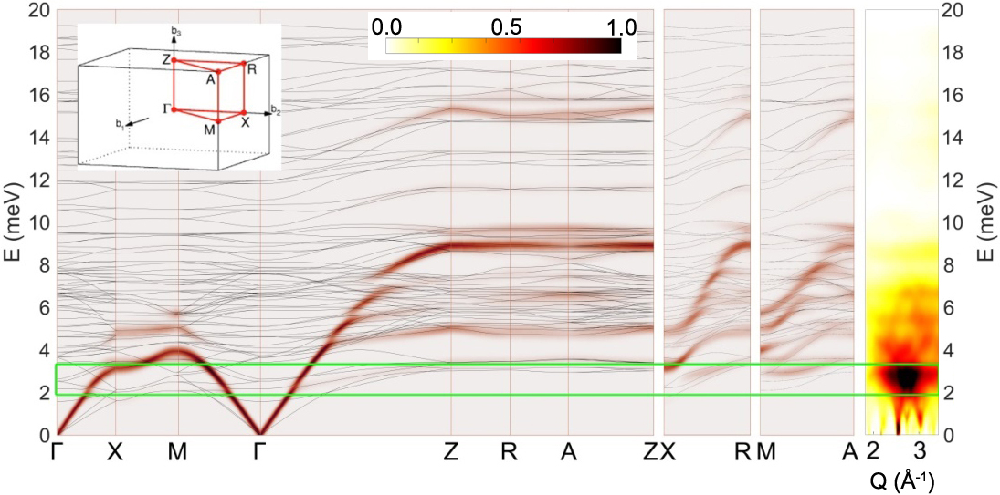 20
18
16
14
12
10
8
6
4
2
0
E (meV)
b₃
Z
A
R
Γ
b₁
M
X
b₂
0.0 0.5 1.0
Γ X M Γ Z R A Z X R M A
2 3
Q (Å⁻¹)
20
18
16
14
12
10
8
6
4
2
0
E (meV)